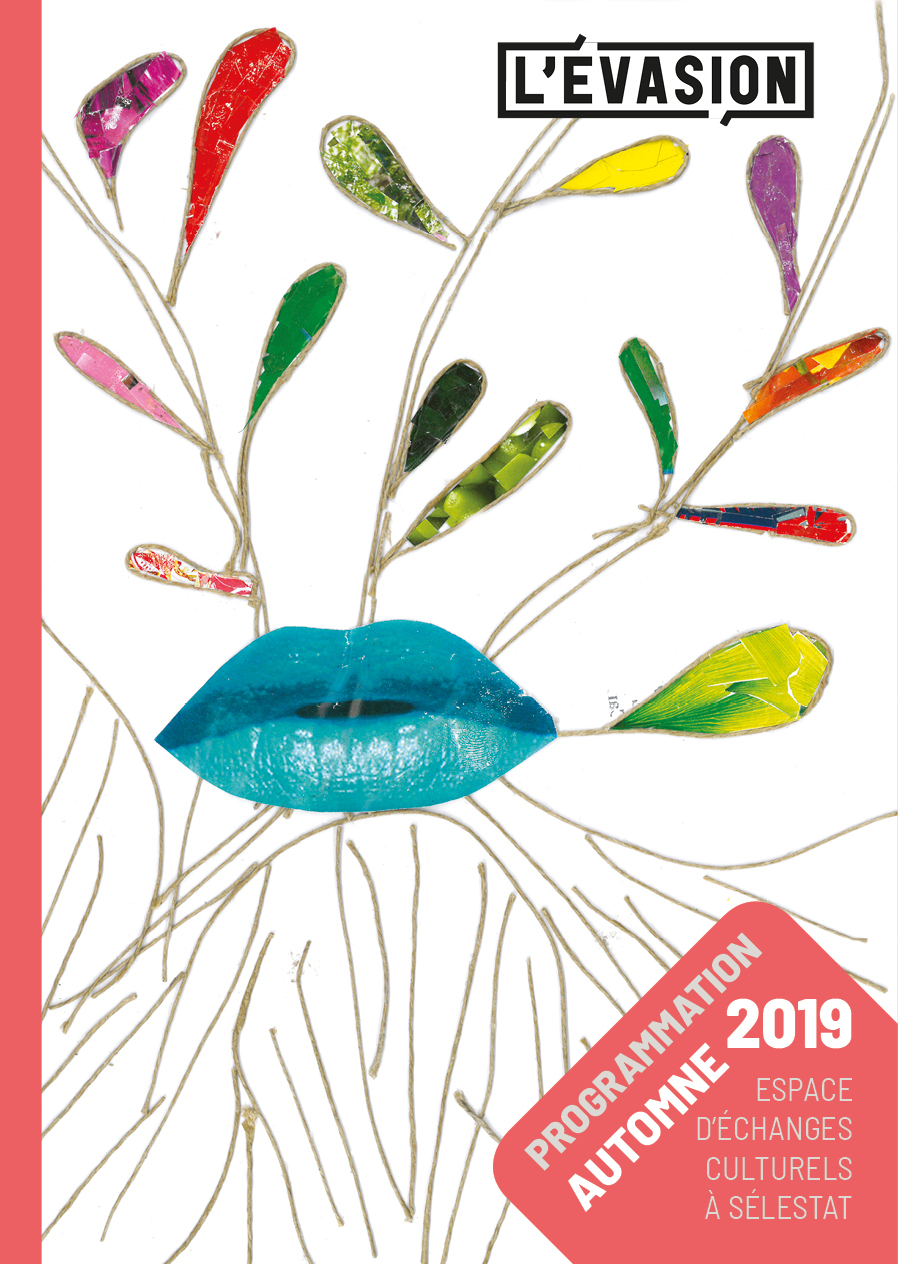 L'ÉVASION
PROGRAMMATION
AUTOMNE
2019
ESPACE
D'ÉCHANGES
CULTURELS
À SÉLESTAT